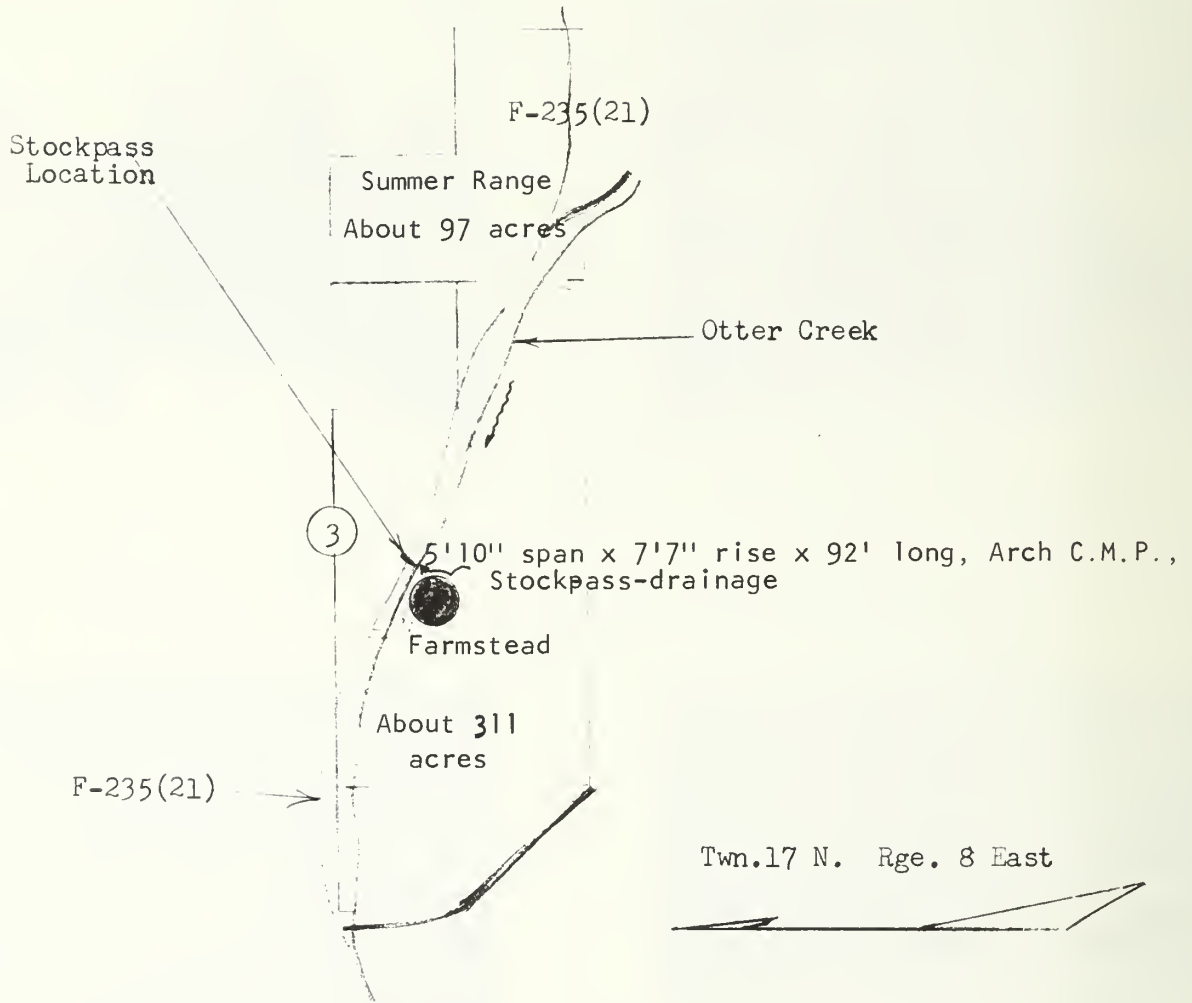 F-235(21)
Stockpass
Location
Summer Range
About 97 acres
Otter Creek
3
5'10" span x 7'7" rise x 92' long, Arch C.M.P.,
Stockpass-drainage
Farmstead
About 311
acres
F-235(21)
Twn.17 N. Rge. 8 East